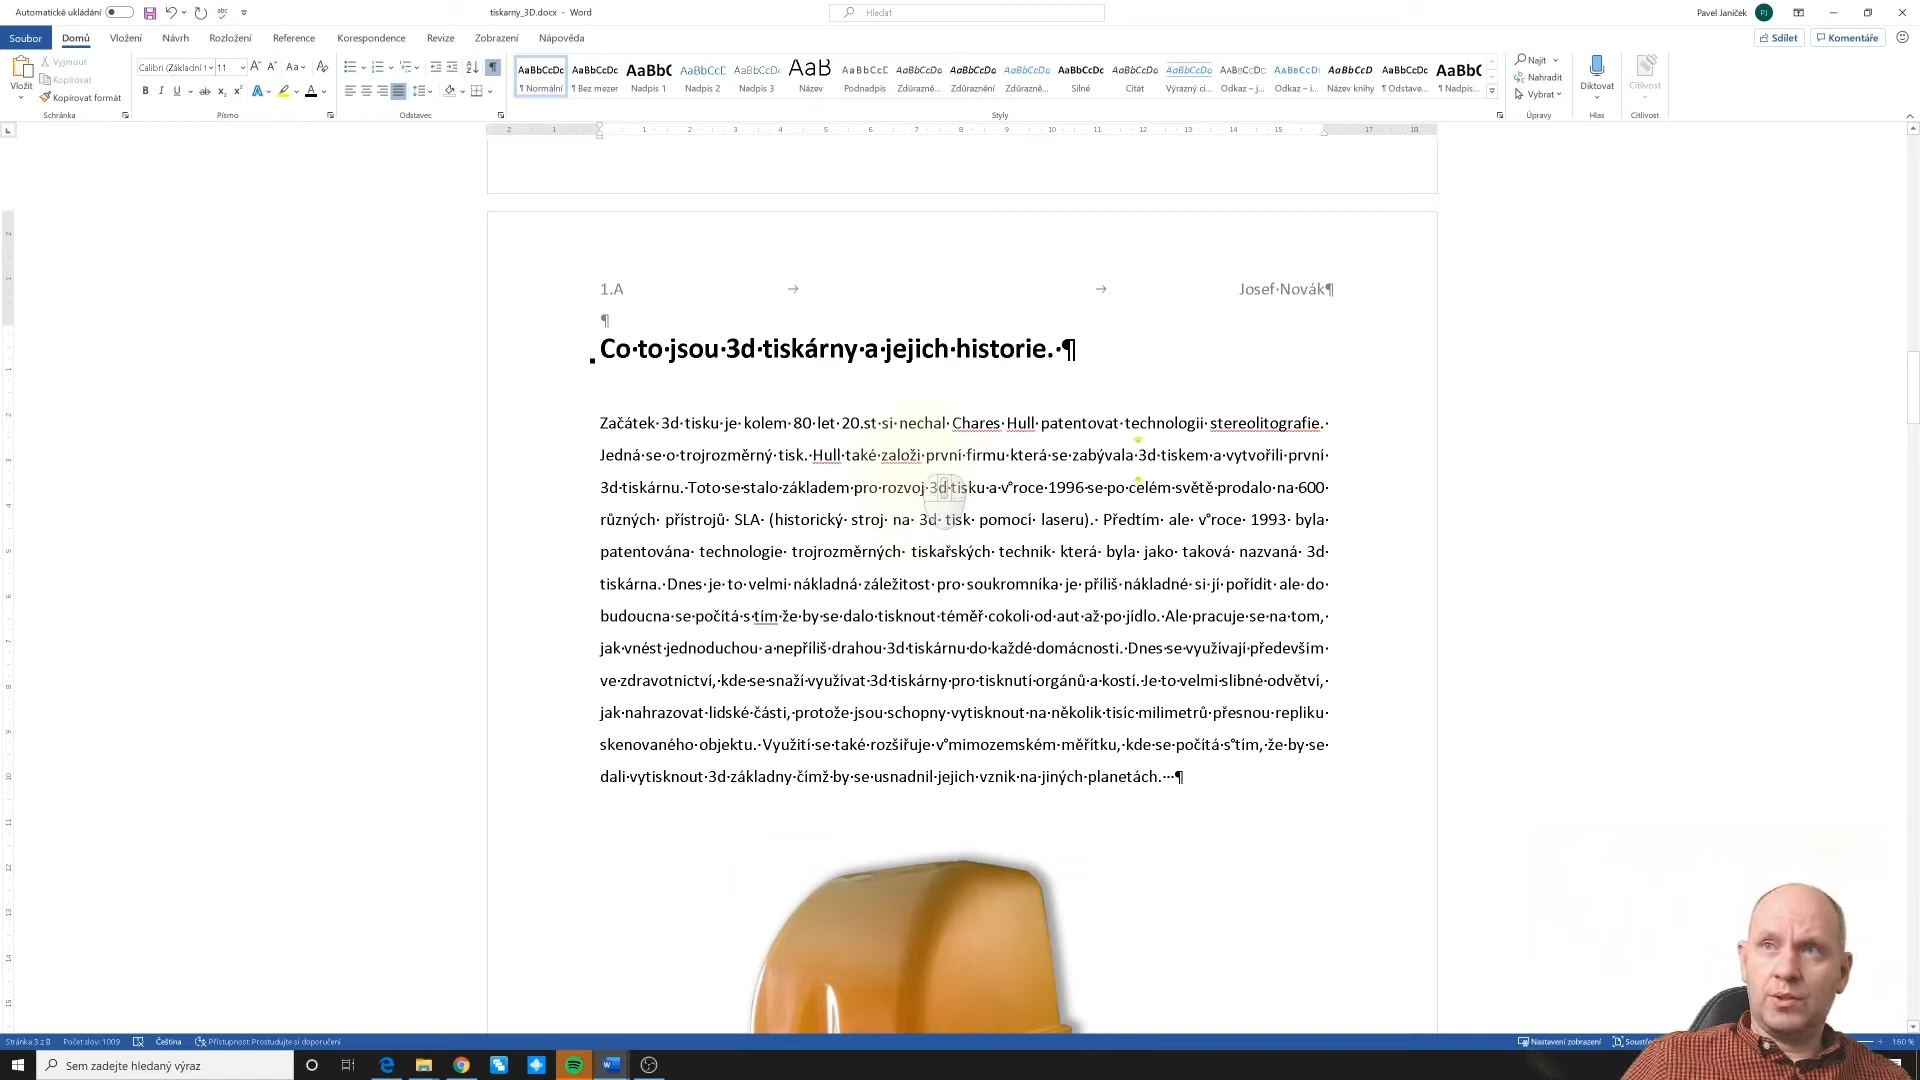 Automatické ukládání
tiskarny_3D.docx - Word
Hledat
Pavel Janíček
PJ
Soubor
Domů
Vložení
Návrh
Rozložení
Reference
Korespondence
Revize
Zobrazení
Nápověda
Sdílet
Komentáře
Vložit
Vyjmout
Kopírovat
Kopírovat formát
Schránka
Calibri (Základní t
11
Písmo
Odstavec
AaBbCcDc
¶ Normální
AaBbCcDc
¶ Bez mezer
AaBbC
Nadpis 1
AaBbCcD
Nadpis 2
AaBbCcDc
Nadpis 3
AaB
Název
AaBbCcD
Podnadpis
AaBbCcDa
Zdůrazně...
AaBbCcDa
Zdůraznění
AaBbCcDa
Zdůrazně...
AaBbCcDc
Silné
AaBbCcDa
Citát
AaBbCcDa
Výrazný ci...
AaBbCcDc
Odkaz – j...
AaBbCcDc
Odkaz – i...
AaBbCcD
Název knihy
AaBbCcDc
¶ Odstave...
AaBbC
¶ Nadpis...
Styly
Najít
Nahradit
Vybrat
Úpravy
Diktovat
Hlas
Citlivost
Citlivost
1.A → → Josef·Novák¶
¶
Co·to·jsou·3d·tiskárny·a·jejich·historie.·¶
Začátek·3d·tisku·je·kolem·80·let·20.st·si·nechal·Chares·Hull·patentovat·technologii·stereolitografie.·
Jedná·se·o·trojrozměrný·tisk.·Hull·také·založi·první·firmu·která·se·zabývala·3d·tiskem·a·vytvořili·první·
3d·tiskárnu.·Toto·se·stalo·základem·pro·rozvoj·3d·tisku·a·v°roce·1996·se·po·celém·světě·prodalo·na·600·
různých·přístrojů·SLA·(historický·stroj·na·3d·tisk·pomocí·laseru).·Předtím·ale·v°roce·1993·byla·
patentována·technologie·trojrozměrných·tiskařských·technik·která·byla·jako·taková·nazvaná·3d·
tiskárna.·Dnes·je·to·velmi·nákladná·záležitost·pro·soukromníka·je·příliš·nákladné·si·jí·pořídit·ale·do·
budoucna·se·počítá·s·tím·že·by·se·dalo·tisknout·téměř·cokoli·od·aut·až·po·jídlo.·Ale·pracuje·se·na·tom,·
jak·vnést·jednoduchou·a·nepříliš·drahou·3d·tiskárnu·do·každé·domácnosti.·Dnes·se·využívají·především·
ve·zdravotnictví,·kde·se·snaží·využívat·3d·tiskárny·pro·tisknutí·orgánů·a·kostí.·Je·to·velmi·slibné·odvětví,·
jak·nahrazovat·lidské·části,·protože·jsou·schopny·vytisknout·na·několik·tisíc·milimetrů·přesnou·repliku·
skenovaného·objektu.·Využití·se·také·rozšiřuje·v°mimozemském·měřítku,·kde·se·počítá·s°tím,·že·by·se·
dali·vytisknout·3d·základny·čímž·by·se·usnadnil·jejich·vznik·na·jiných·planetách.···¶
Stránka 3 z 8
Počet slov: 1009
Čeština
Přístupnost: Prostudujte si doporučení
Nastavení zobrazení
160 %
Sem zadejte hledaný výraz